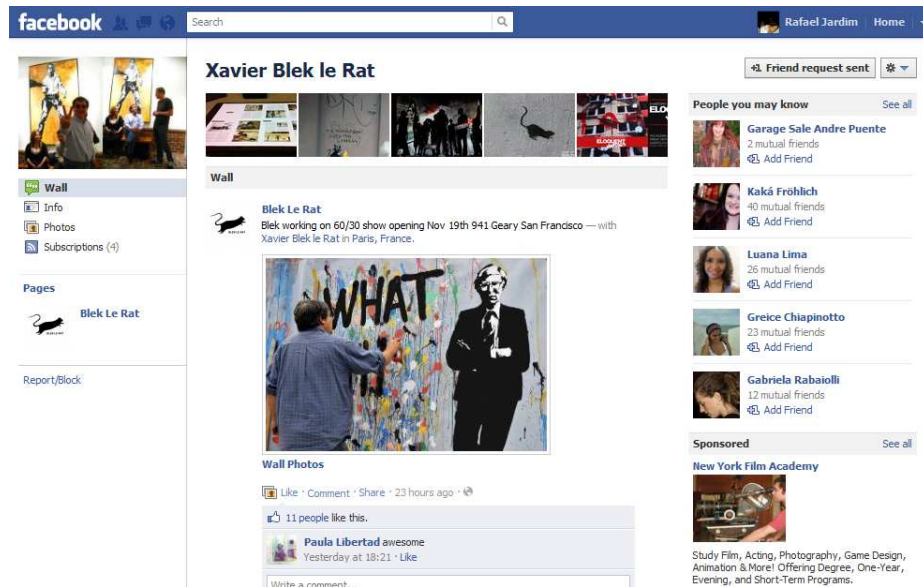 facebook
Search
Rafael Jardim
Home
Xavier Blek le Rat
+1 Friend request sent
Wall
Info
Photos
Subscriptions (4)
Pages
Blek Le Rat
Report/Block
ELOQUENT
Wall
Blek Le Rat
Blek working on 60/30 show opening Nov 19th 941 Geary San Francisco — with
Xavier Blek le Rat in Paris, France.
WHAT
Wall Photos
Like · Comment · Share · 23 hours ago ·
11 people like this.
Paula Libertad awesome
Yesterday at 18:21 · Like
Write a comment...
People you may know
See all
Garage Sale Andre Puente
2 mutual friends
Add Friend
Kaká Fröhlich
40 mutual friends
Add Friend
Luana Lima
26 mutual friends
Add Friend
Greice Chiapinotto
23 mutual friends
Add Friend
Gabriela Rabaiolli
12 mutual friends
Add Friend
Sponsored
See all
New York Film Academy
Study Film, Acting, Photography, Game Design,
Animation & More! Offering Degree, One-Year,
Evening, and Short-Term Programs.